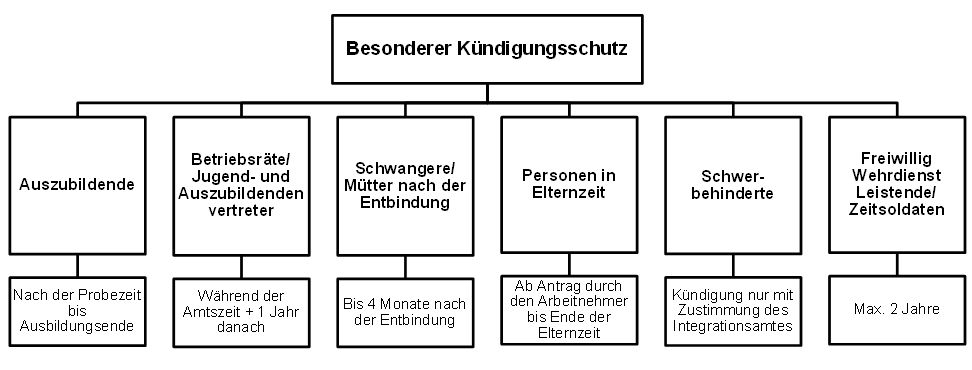 Besonderer Kündigungsschutz
Auszubildende
Betriebsräte/
Jugend- und
Auszubildenden
vertreter
Schwangere/
Mütter nach der
Entbindung
Personen in
Elternzeit
Schwer-
behinderte
Freiwillig
Wehrdienst
Leistende/
Zeitsoldaten
Nach der Probezeit
bis
Ausbildungsende
Während der
Amtszeit + 1 Jahr
danach
Bis 4 Monate nach
der Entbindung
Ab Antrag durch
den Arbeitnehmer
bis Ende der
Elternzeit
Kündigung nur mit
Zustimmung des
Integrationsamtes
Max. 2 Jahre